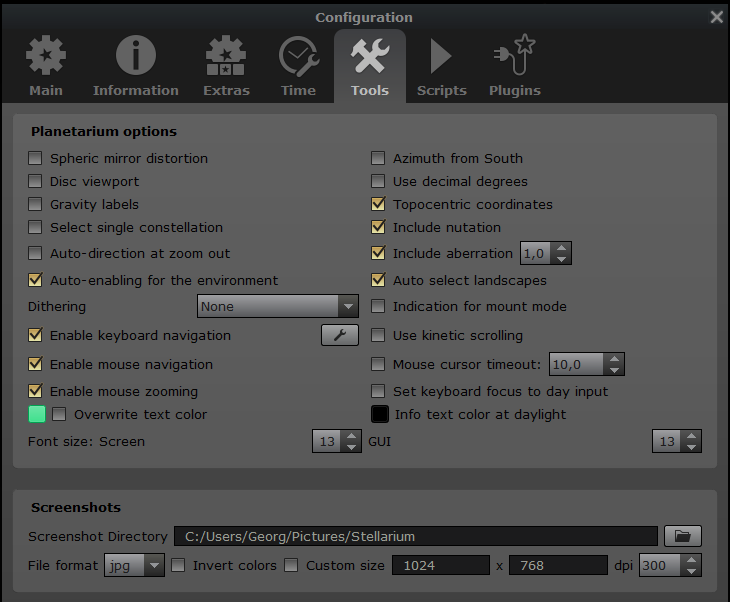 Configuration
Main Information Extras Time Tools Scripts Plugins
Planetarium options
Spheric mirror distortion Azimuth from South
Disc viewport Use decimal degrees
Gravity labels Topocentric coordinates
Select single constellation Include nutation
Auto-direction at zoom out Include aberration 1,0
Auto-enabling for the environment Auto select landscapes
Dithering None Indication for mount mode
Enable keyboard navigation Use kinetic scrolling
Enable mouse navigation Mouse cursor timeout: 10,0
Enable mouse zooming Set keyboard focus to day input
Overwrite text color Info text color at daylight
Font size: Screen 13 GUI 13
Screenshots
Screenshot Directory C:/Users/Georg/Pictures/Stellarium
File format jpg Invert colors Custom size 1024 x 768 dpi 300